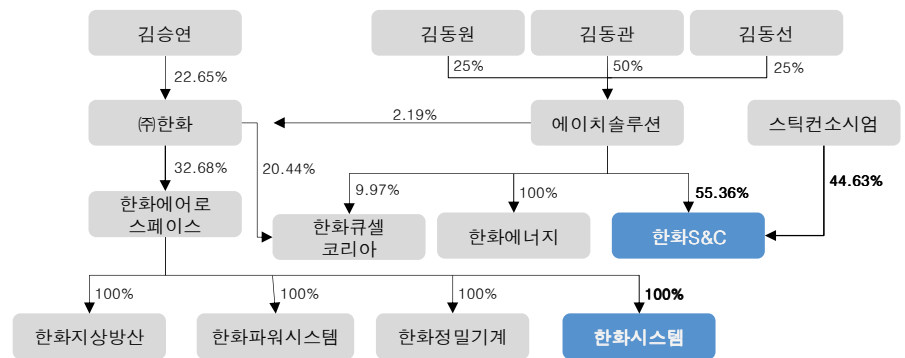 김승연
김동원
김동관
김동선
22.65%
25%
50%
25%
㈜한화
2.19%
에이치솔루션
스틱컨소시엄
32.68%
20.44%
9.97%
100%
55.36%
44.63%
한화에어로
스페이스
한화큐셀
코리아
한화에너지
한화S&C
100%
100%
100%
100%
한화지상방산
한화파워시스템
한화정밀기계
한화시스템